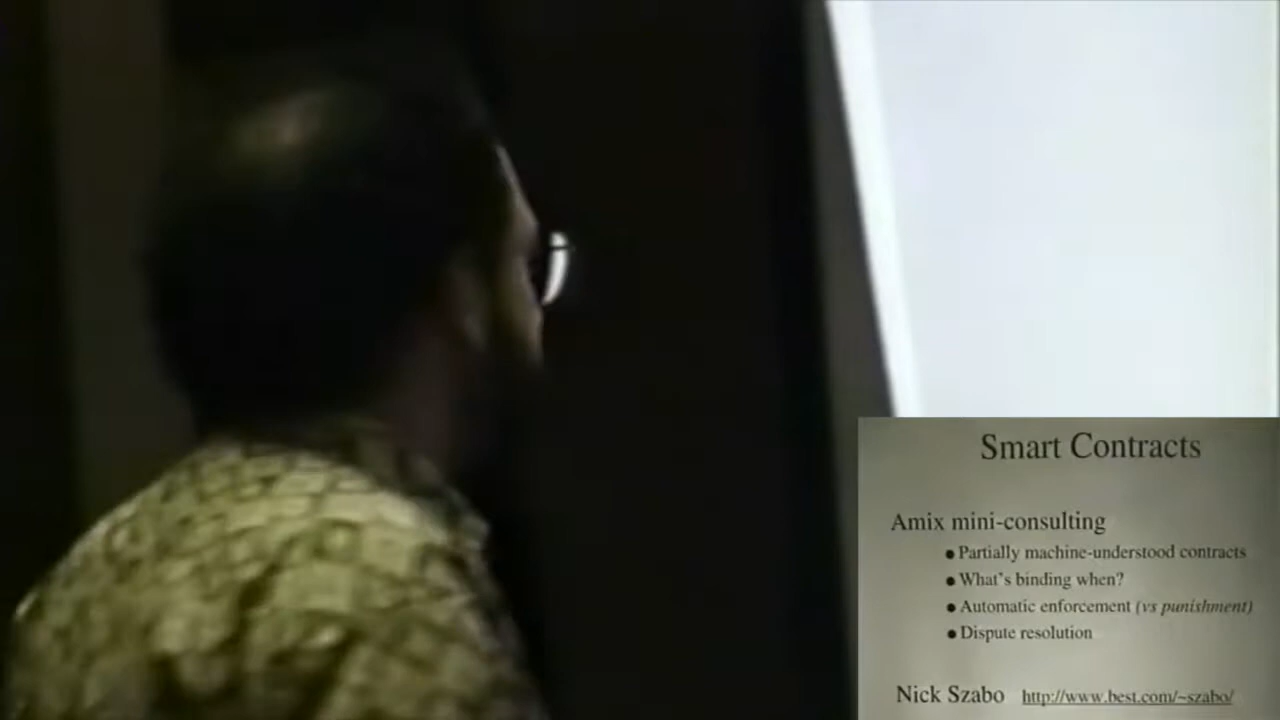 Smart Contracts
Amix mini-consulting
● Partially machine-understood contracts
● What's binding when?
● Automatic enforcement (vs punishment)
● Dispute resolution
Nick Szabo http://www.best.com/~szabo/